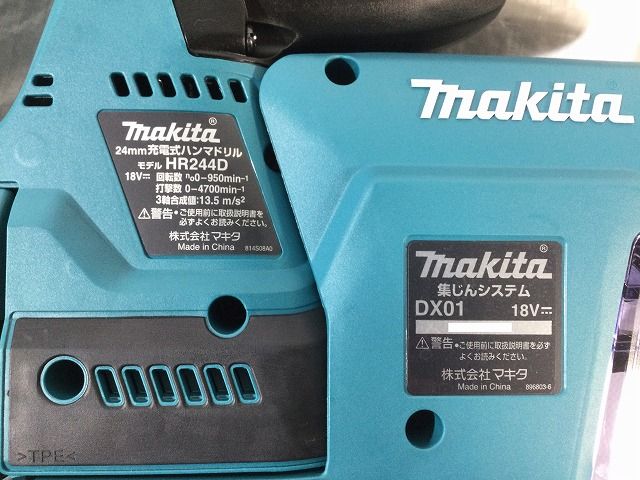 makita®
24mm充電式ハンマドリル
モデル HR244D
18V⎓ 回転数 n₀0-950min⁻¹
打撃数 0-4700min⁻¹
3軸合成値:13.5 m/s²
⚠警告・ご使用前に取扱説明書を
必ずよくお読みください。
株式会社マキタ
Made in China 814S08A0
>TPE<
makita
makita®
集じんシステム
DX01 18V⎓
⚠警告・ご使用前に取扱説明書を必ず
よくお読みください。
株式会社マキタ
Made in China 896803-6